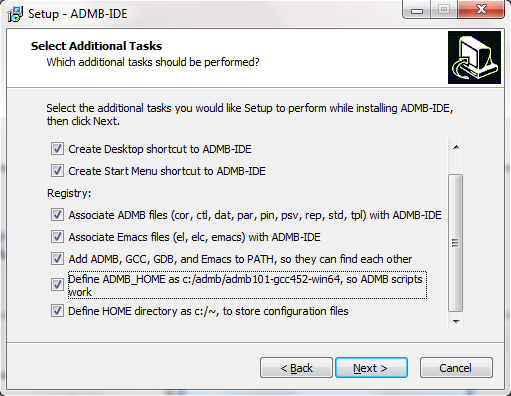 Setup - ADMB-IDE
Select Additional Tasks
Which additional tasks should be performed?
Select the additional tasks you would like Setup to perform while installing ADMB-IDE,
then click Next.
Create Desktop shortcut to ADMB-IDE
Create Start Menu shortcut to ADMB-IDE
Registry:
Associate ADMB files (cor, ctl, dat, par, pin, psv, rep, std, tpl) with ADMB-IDE
Associate Emacs files (el, elc, emacs) with ADMB-IDE
Add ADMB, GCC, GDB, and Emacs to PATH, so they can find each other
Define ADMB_HOME as c:/admb/admb101-gcc452-win64, so ADMB scripts
work
Define HOME directory as c:/~, to store configuration files
< Back Next > Cancel